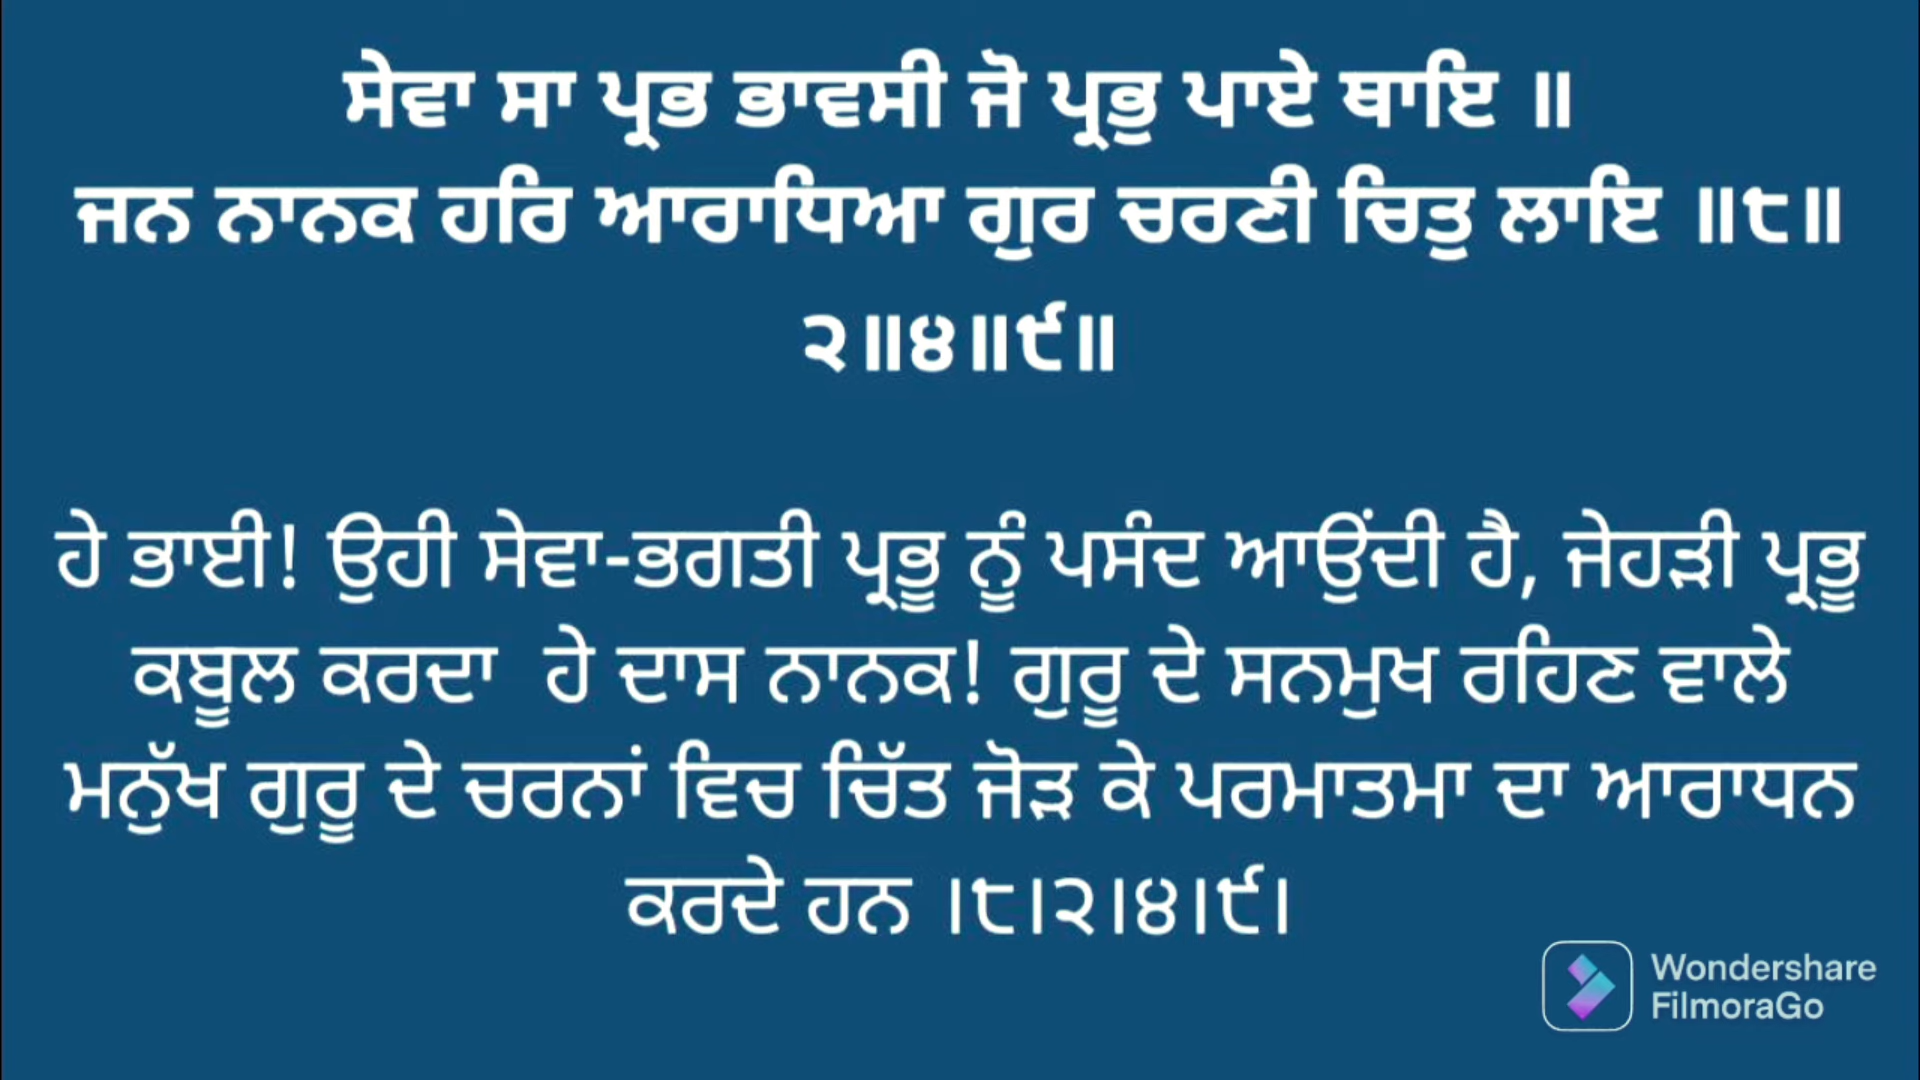 ਸੇਵਾ ਸਾ ਪ੍ਰਭ ਭਾਵਸੀ ਜੋ ਪ੍ਰਭੁ ਪਾਏ ਥਾਇ ॥
ਜਨ ਨਾਨਕ ਹਰਿ ਆਰਾਧਿਆ ਗੁਰ ਚਰਣੀ ਚਿਤੁ ਲਾਇ ॥੮॥
੨॥੪॥੯॥
ਹੇ ਭਾਈ! ਉਹੀ ਸੇਵਾ-ਭਗਤੀ ਪ੍ਰਭੂ ਨੂੰ ਪਸੰਦ ਆਉਂਦੀ ਹੈ, ਜੇਹੜੀ ਪ੍ਰਭੂ
ਕਬੂਲ ਕਰਦਾ  ਹੇ ਦਾਸ ਨਾਨਕ! ਗੁਰੂ ਦੇ ਸਨਮੁਖ ਰਹਿਣ ਵਾਲੇ
ਮਨੁੱਖ ਗੁਰੂ ਦੇ ਚਰਨਾਂ ਵਿਚ ਚਿੱਤ ਜੋੜ ਕੇ ਪਰਮਾਤਮਾ ਦਾ ਆਰਾਧਨ
ਕਰਦੇ ਹਨ ।੮।੨।੪।੯।
Wondershare
FilmoraGo